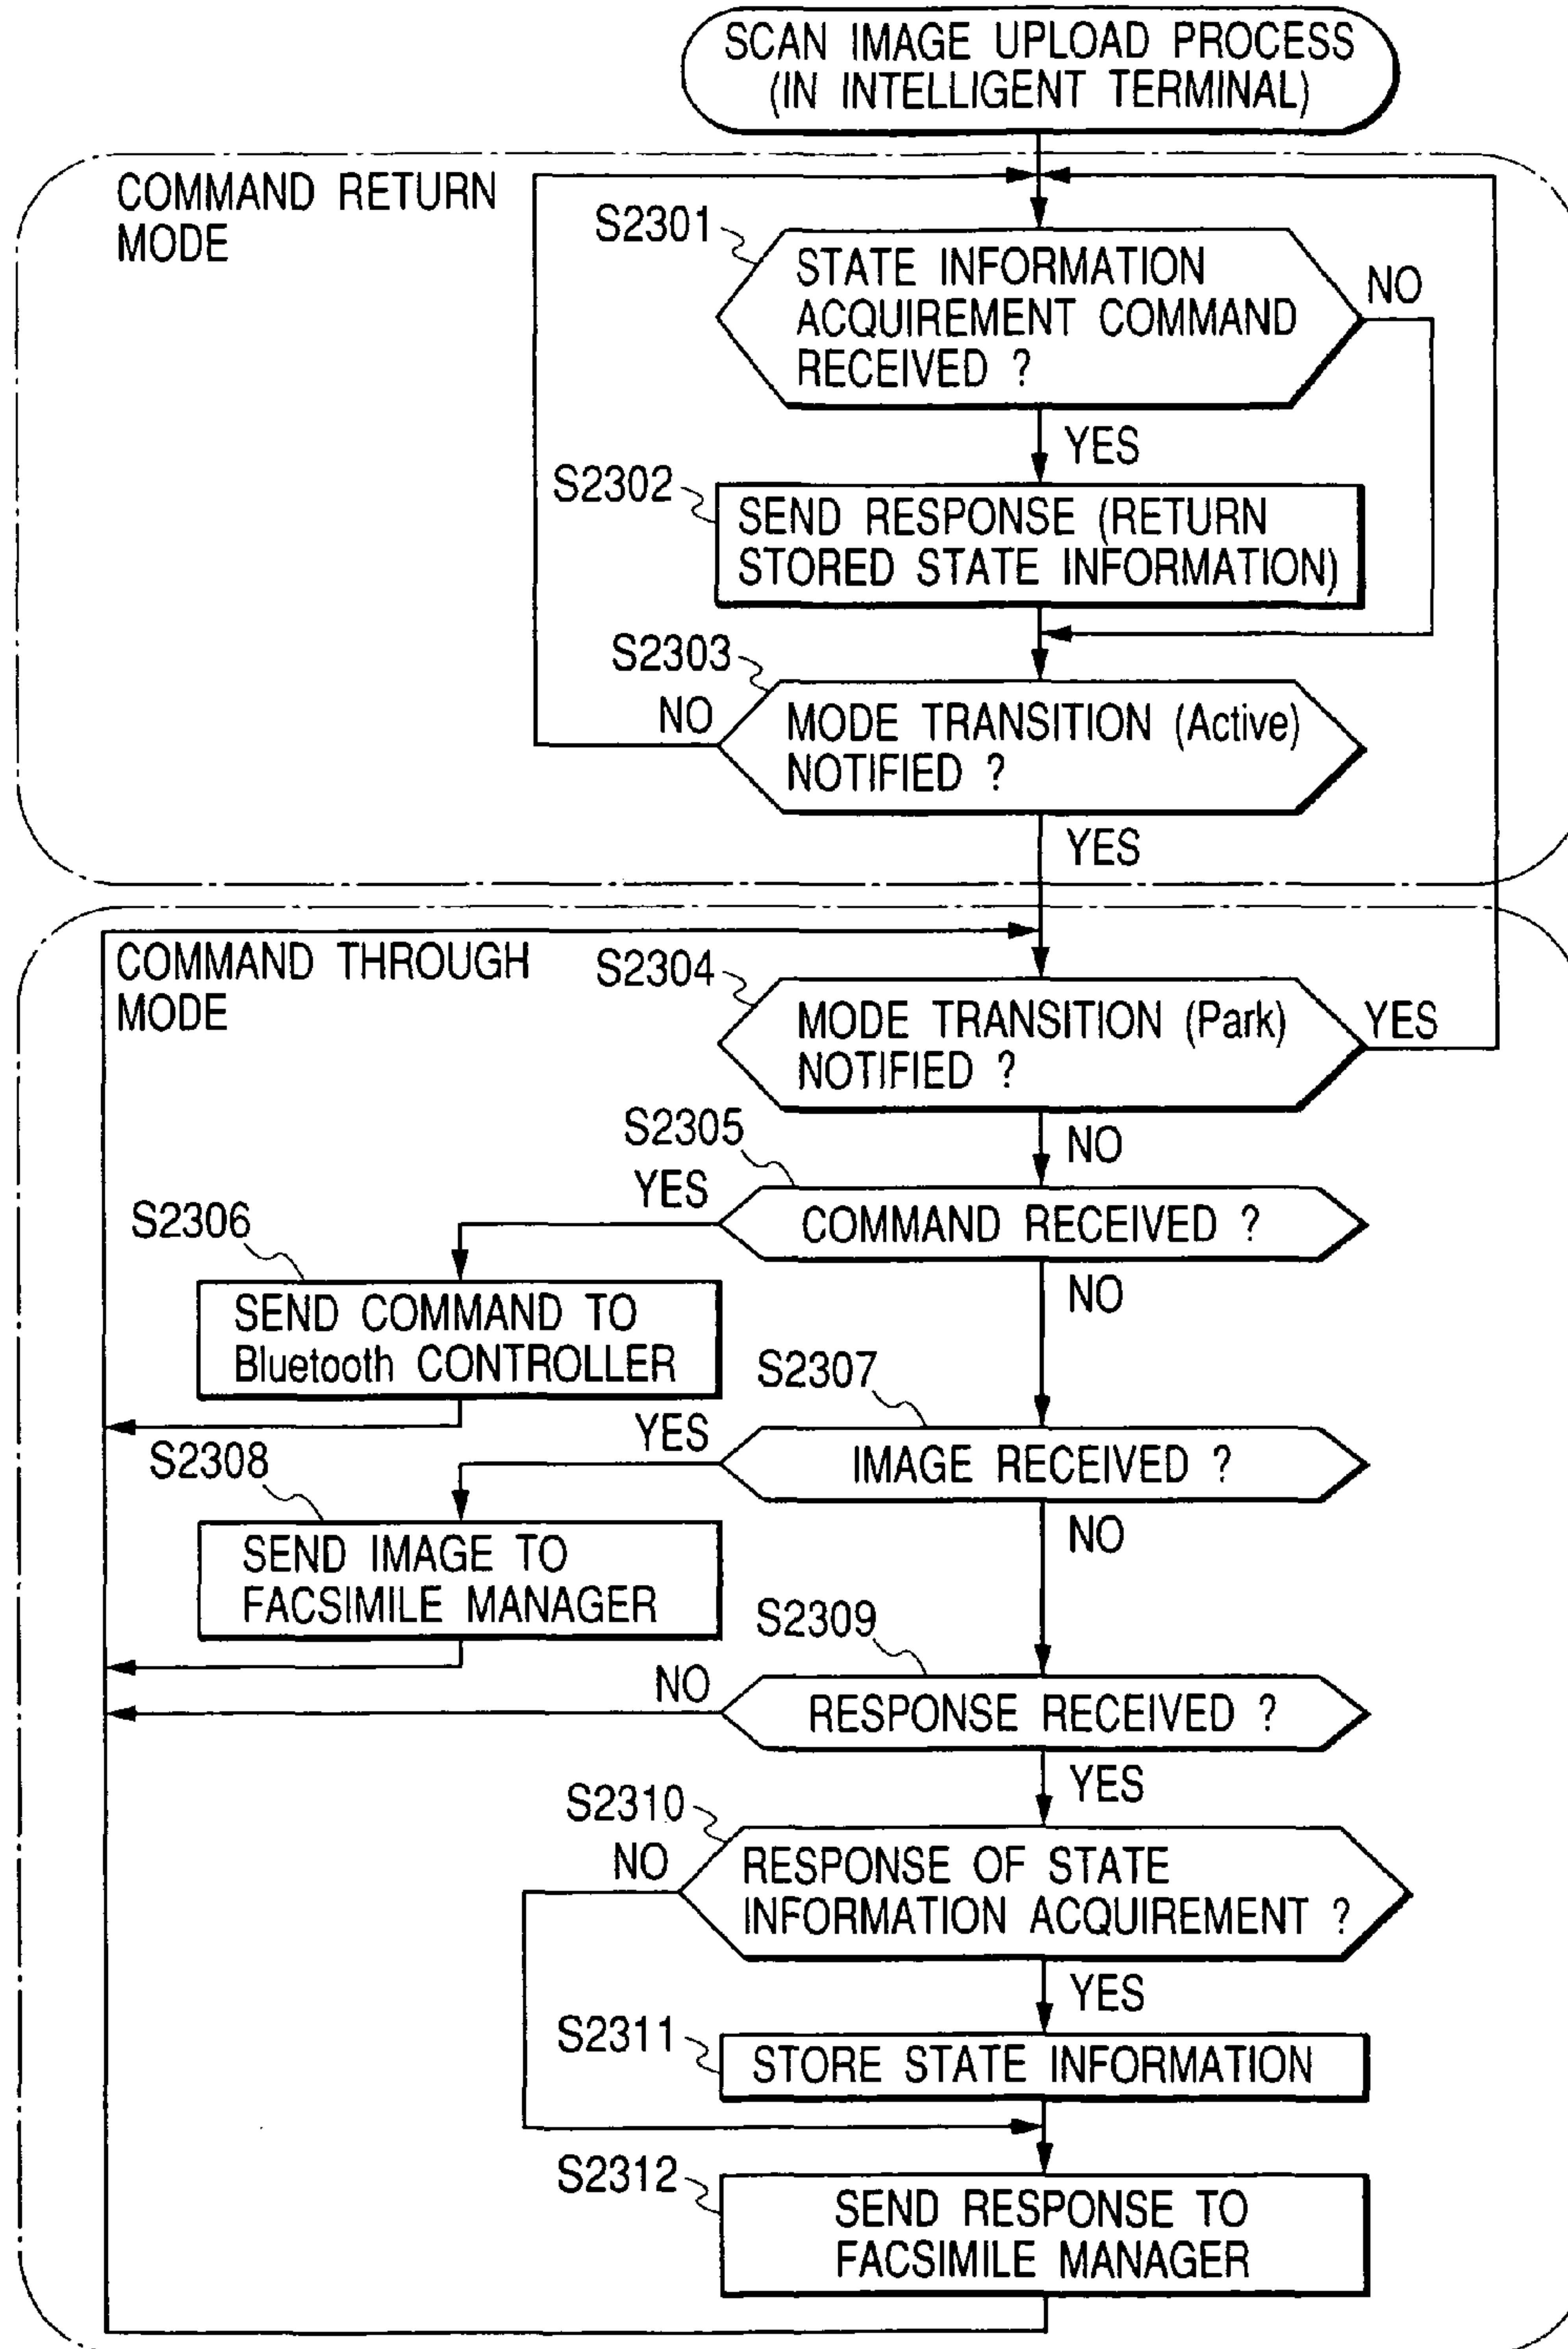 SCAN IMAGE UPLOAD PROCESS
(IN INTELLIGENT TERMINAL)
COMMAND RETURN
MODE
S2301
STATE INFORMATION
ACQUIREMENT COMMAND
RECEIVED ?
NO
YES
S2302
SEND RESPONSE (RETURN
STORED STATE INFORMATION)
S2303
NO
MODE TRANSITION (Active)
NOTIFIED ?
YES
COMMAND THROUGH
MODE
S2304
MODE TRANSITION (Park)
NOTIFIED ?
YES
NO
S2305
YES
COMMAND RECEIVED ?
NO
S2306
SEND COMMAND TO
Bluetooth CONTROLLER
S2307
YES
IMAGE RECEIVED ?
NO
S2308
SEND IMAGE TO
FACSIMILE MANAGER
S2309
NO
RESPONSE RECEIVED ?
YES
S2310
NO
RESPONSE OF STATE
INFORMATION ACQUIREMENT ?
YES
S2311
STORE STATE INFORMATION
S2312
SEND RESPONSE TO
FACSIMILE MANAGER